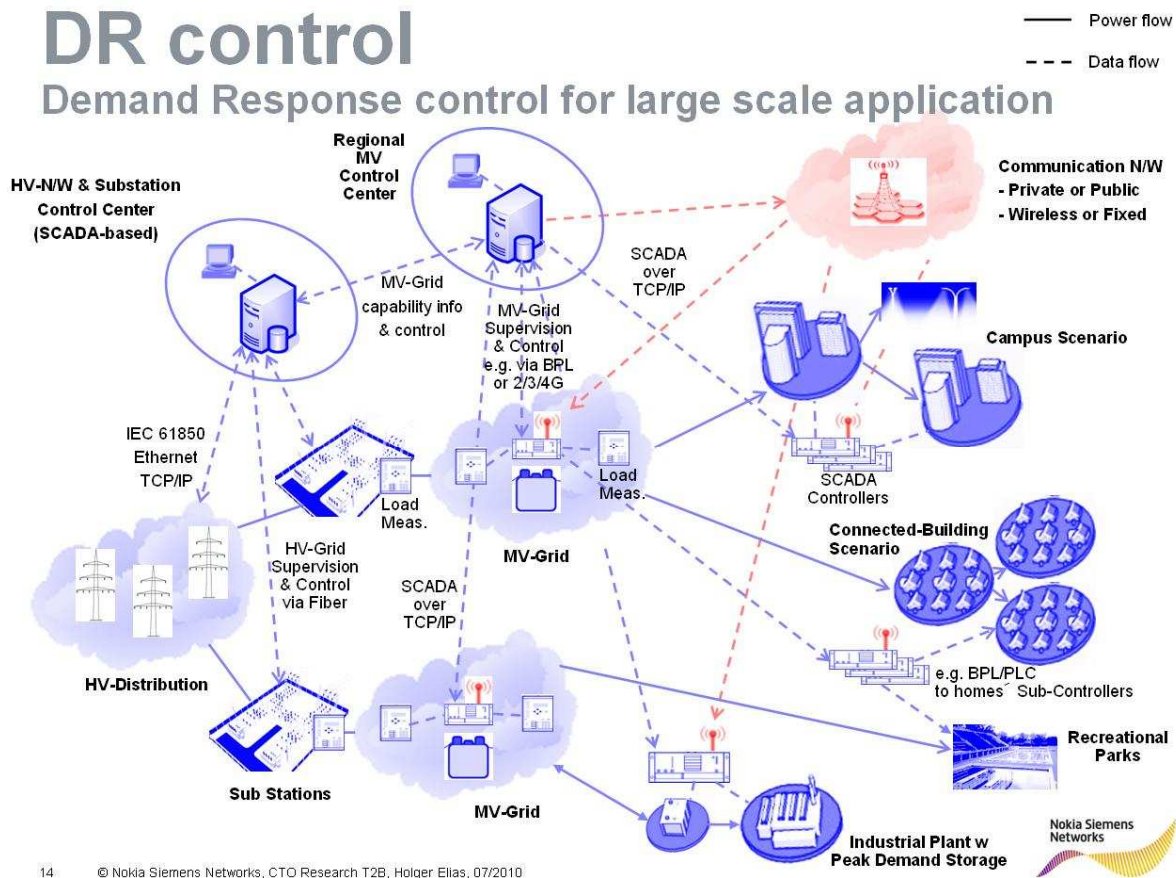 DR control
Demand Response control for large scale application
Power flow
Data flow
Regional
MV
Control
Center
HV-N/W & Substation
Control Center
(SCADA-based)
Communication N/W
- Private or Public
- Wireless or Fixed
MV-Grid
capability info
& control
MV-Grid
Supervision
& Control
e.g. via BPL
or 2/3/4G
SCADA
over
TCP/IP
Campus Scenario
IEC 61850
Ethernet
TCP/IP
Load
Meas.
Load
Meas.
MV-Grid
SCADA
Controllers
Connected-Building
Scenario
HV-Grid
Supervision
& Control
via Fiber
SCADA
over
TCP/IP
HV-Distribution
e.g. BPL/PLC
to homes´ Sub-Controllers
Recreational
Parks
Sub Stations
MV-Grid
Industrial Plant w
Peak Demand Storage
Nokia Siemens
Networks
14 © Nokia Siemens Networks, CTO Research T2B, Holger Elias, 07/2010